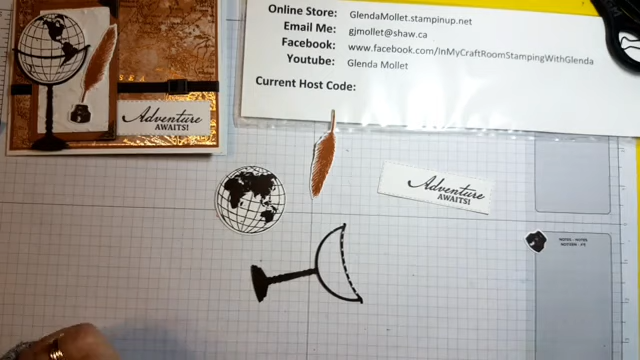 Online Store: GlendaMollet.stampinup.net
Email Me: gjmollet@shaw.ca
Facebook: www.facebook.com/InMyCraftRoomStampingWithGlenda
Youtube: Glenda Mollet
Current Host Code:
Adventure
AWAITS!
Adventure
AWAITS!